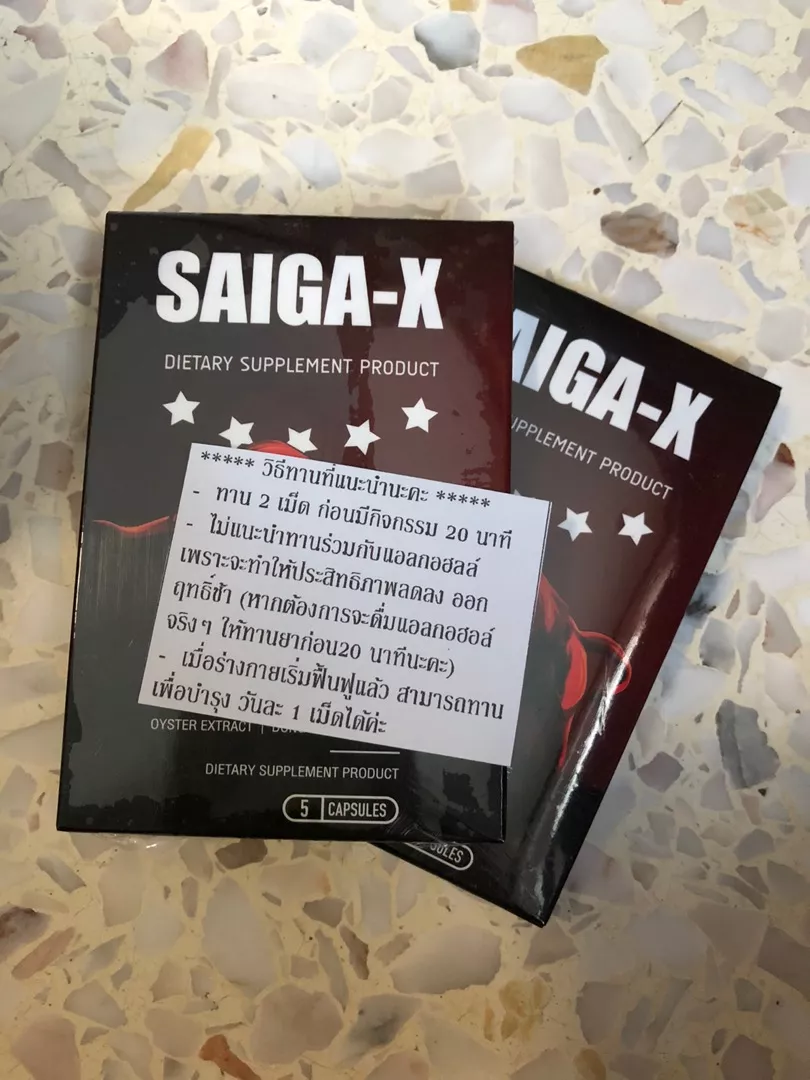 SAIGA-X
DIETARY SUPPLEMENT PRODUCT
***** วิธีทานที่แนะนำนะคะ *****
- ทาน 2 เม็ด ก่อนมีกิจกรรม 20 นาที
- ไม่แนะนำทานร่วมกับแอลกอฮลล์
เพราะจะทำให้ประสิทธิภาพลดลง ออก
ฤทธิ์ช้า (หากต้องการจะดื่มแอลกอฮอล์
จริงๆ ให้ทานยาก่อน20 นาทีนะคะ)
- เมื่อร่างกายเริ่มฟื้นฟูแล้ว สามารถทาน
เพื่อบำรุง วันละ 1 เม็ดได้ค่ะ
OYSTER EXTRACT |
DIETARY SUPPLEMENT PRODUCT
5 | CAPSULES
AIGA-X
SUPPLEMENT PRODUCT